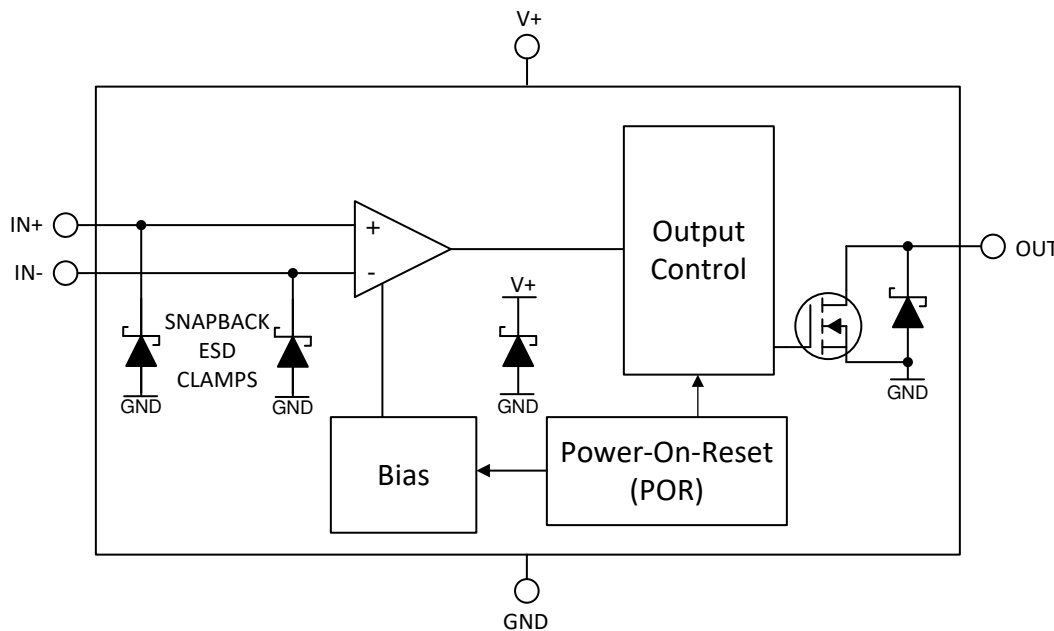 V+
IN+
IN-
+
-
SNAPBACK
ESD
CLAMPS
GND
GND
V+
GND
Output
Control
OUT
GND
Bias
Power-On-Reset
(POR)
GND